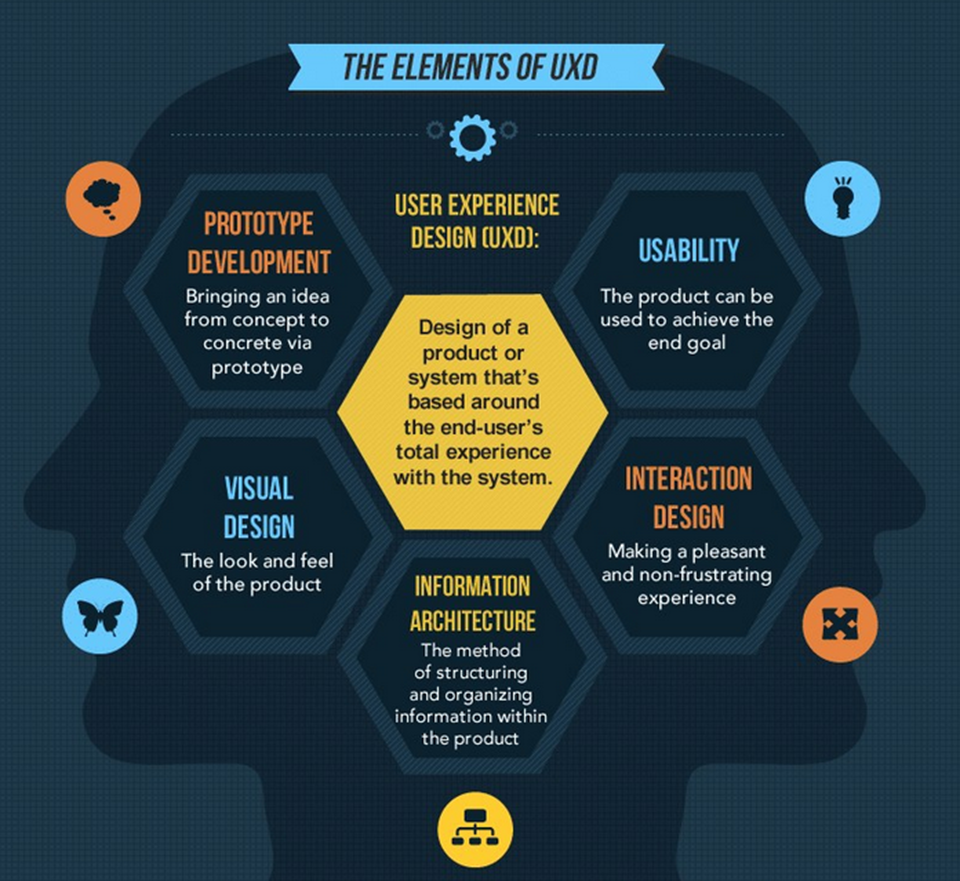 THE ELEMENTS OF UXD
USER EXPERIENCE
DESIGN (UXD):
Design of a
product or
system that's
based around
the end-user's
total experience
with the system.
PROTOTYPE
DEVELOPMENT
Bringing an idea
from concept to
concrete via
prototype
USABILITY
The product can be
used to achieve the
end goal
VISUAL
DESIGN
The look and feel
of the product
INTERACTION
DESIGN
Making a pleasant
and non-frustrating
experience
INFORMATION
ARCHITECTURE
The method
of structuring
and organizing
information within
the product